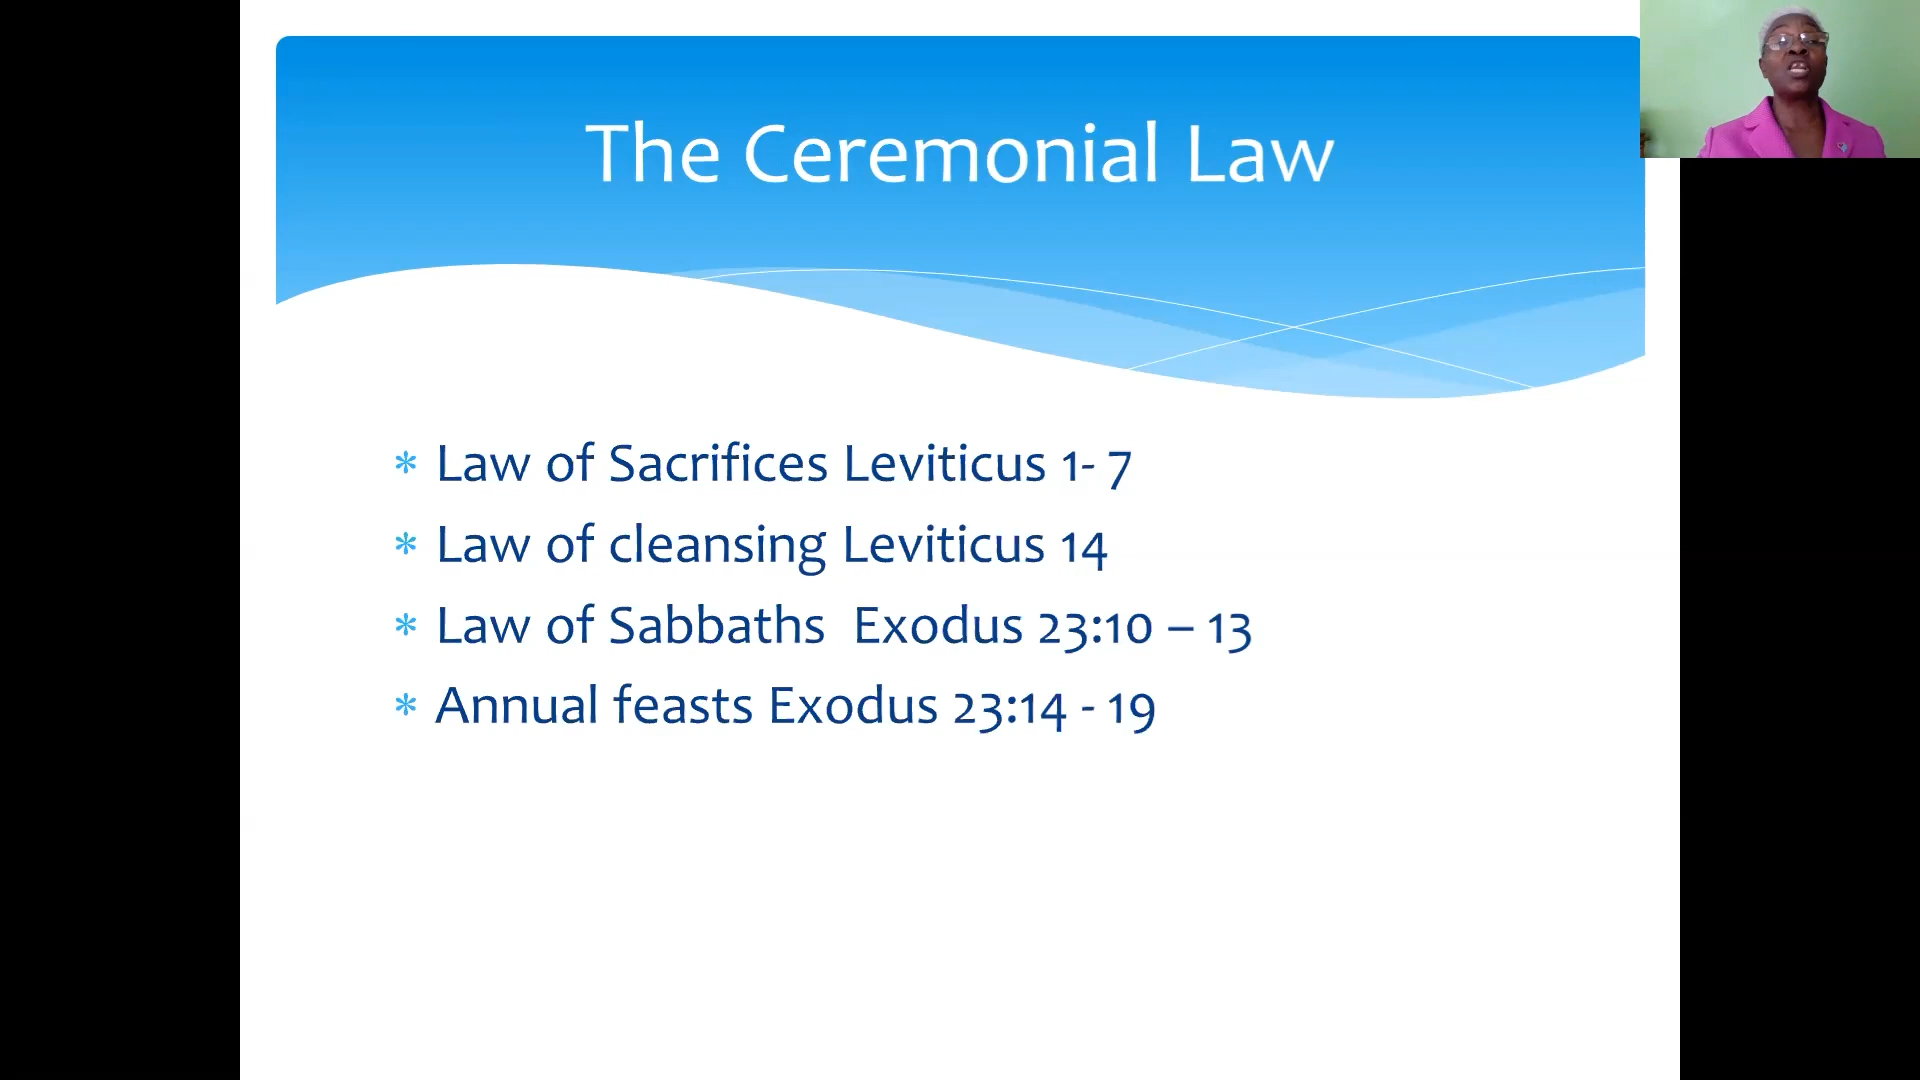 The Ceremonial Law
* Law of Sacrifices Leviticus 1- 7
* Law of cleansing Leviticus 14
* Law of Sabbaths  Exodus 23:10 – 13
* Annual feasts Exodus 23:14 - 19